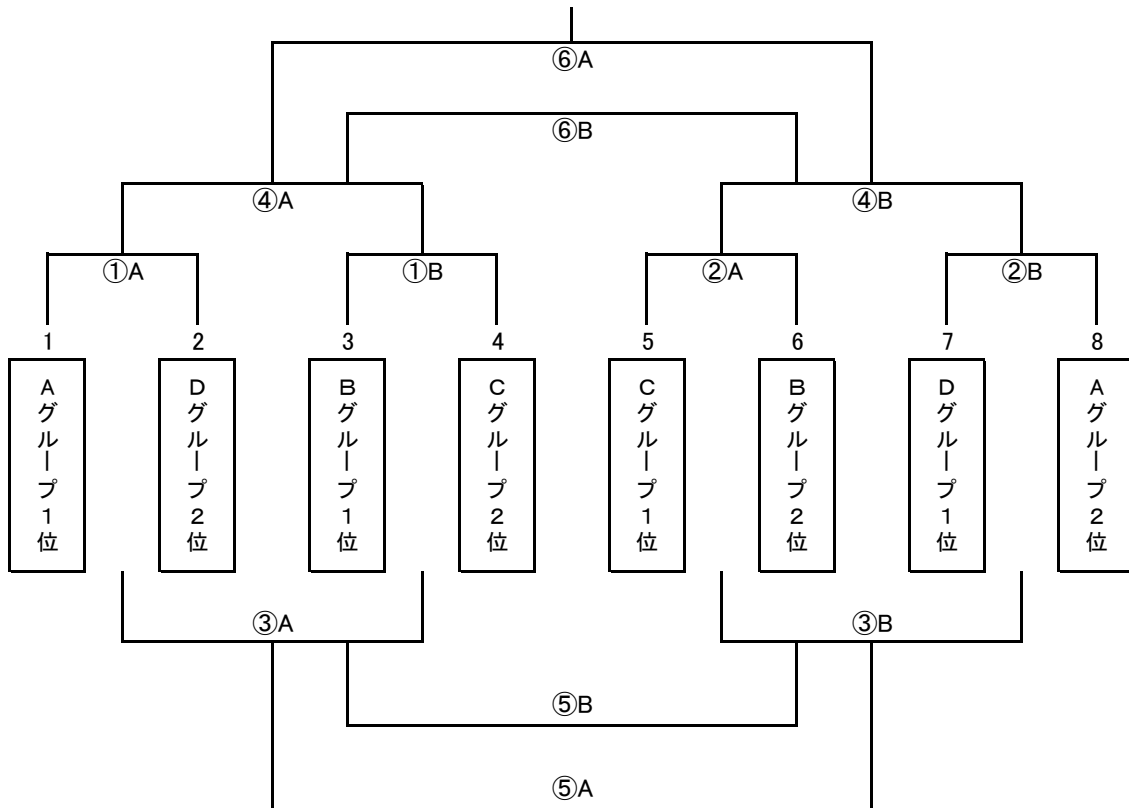 ⑥A
⑥B
④A
④B
①A
①B
②A
②B
1
2
3
4
5
6
7
8
Aグループ1位
Dグループ2位
Bグループ1位
Cグループ2位
Cグループ1位
Bグループ2位
Dグループ1位
Aグループ2位
③A
③B
⑤B
⑤A